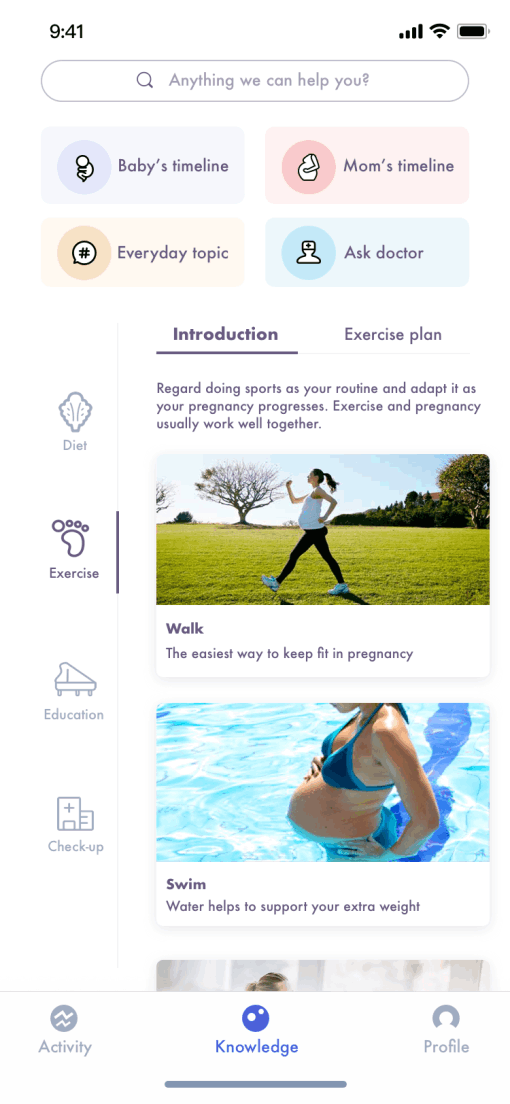 9:41
Anything we can help you?
Baby's timeline
Mom's timeline
Everyday topic
Ask doctor
Introduction
Exercise plan
Regard doing sports as your routine and adapt it as
your pregnancy progresses. Exercise and pregnancy
usually work well together.
Diet
Exercise
Education
Check-up
Walk
The easiest way to keep fit in pregnancy
Swim
Water helps to support your extra weight
Activity
Knowledge
Profile